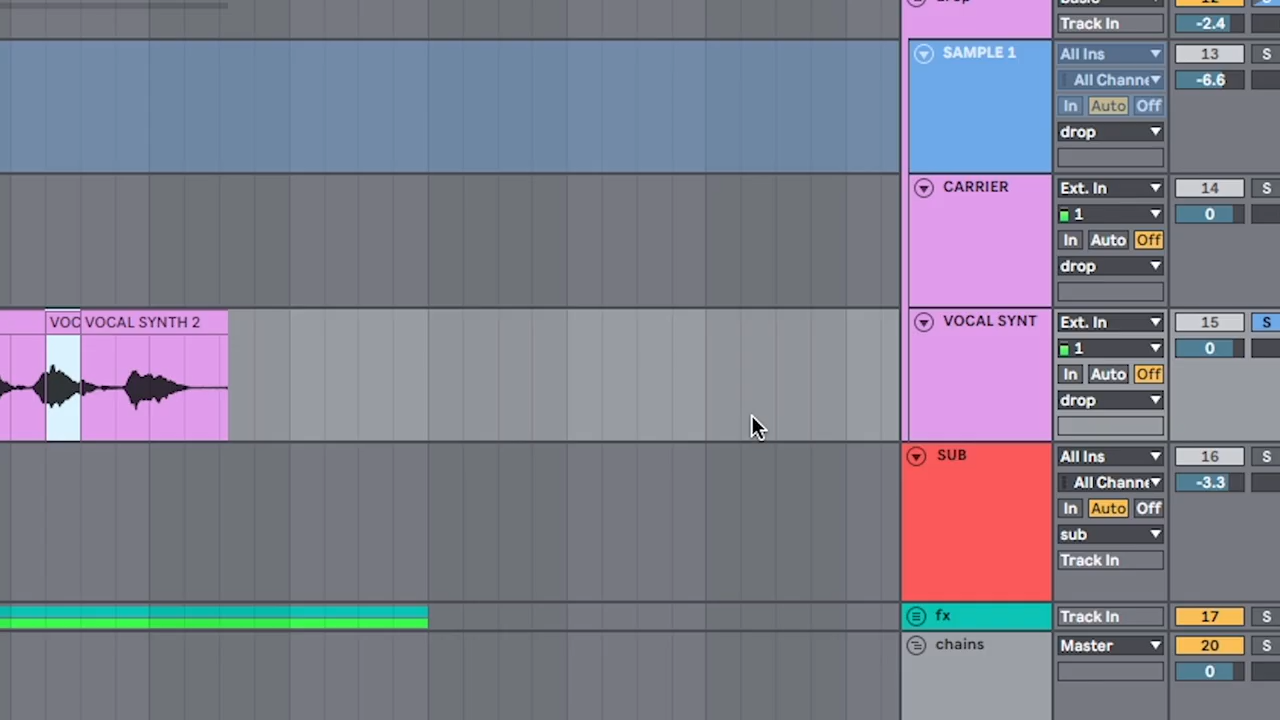 Track In
-2.4
SAMPLE 1
All Ins
13
S
All Channe
-6.6
In Auto Off
drop
CARRIER
Ext. In
14
S
1
0
In Auto Off
drop
VOC VOCAL SYNTH 2
VOCAL SYNT
Ext. In
15
S
1
0
In Auto Off
drop
SUB
All Ins
16
S
All Channe
-3.3
In Auto Off
sub
Track In
fx
Track In
17
S
chains
Master
20
S
0